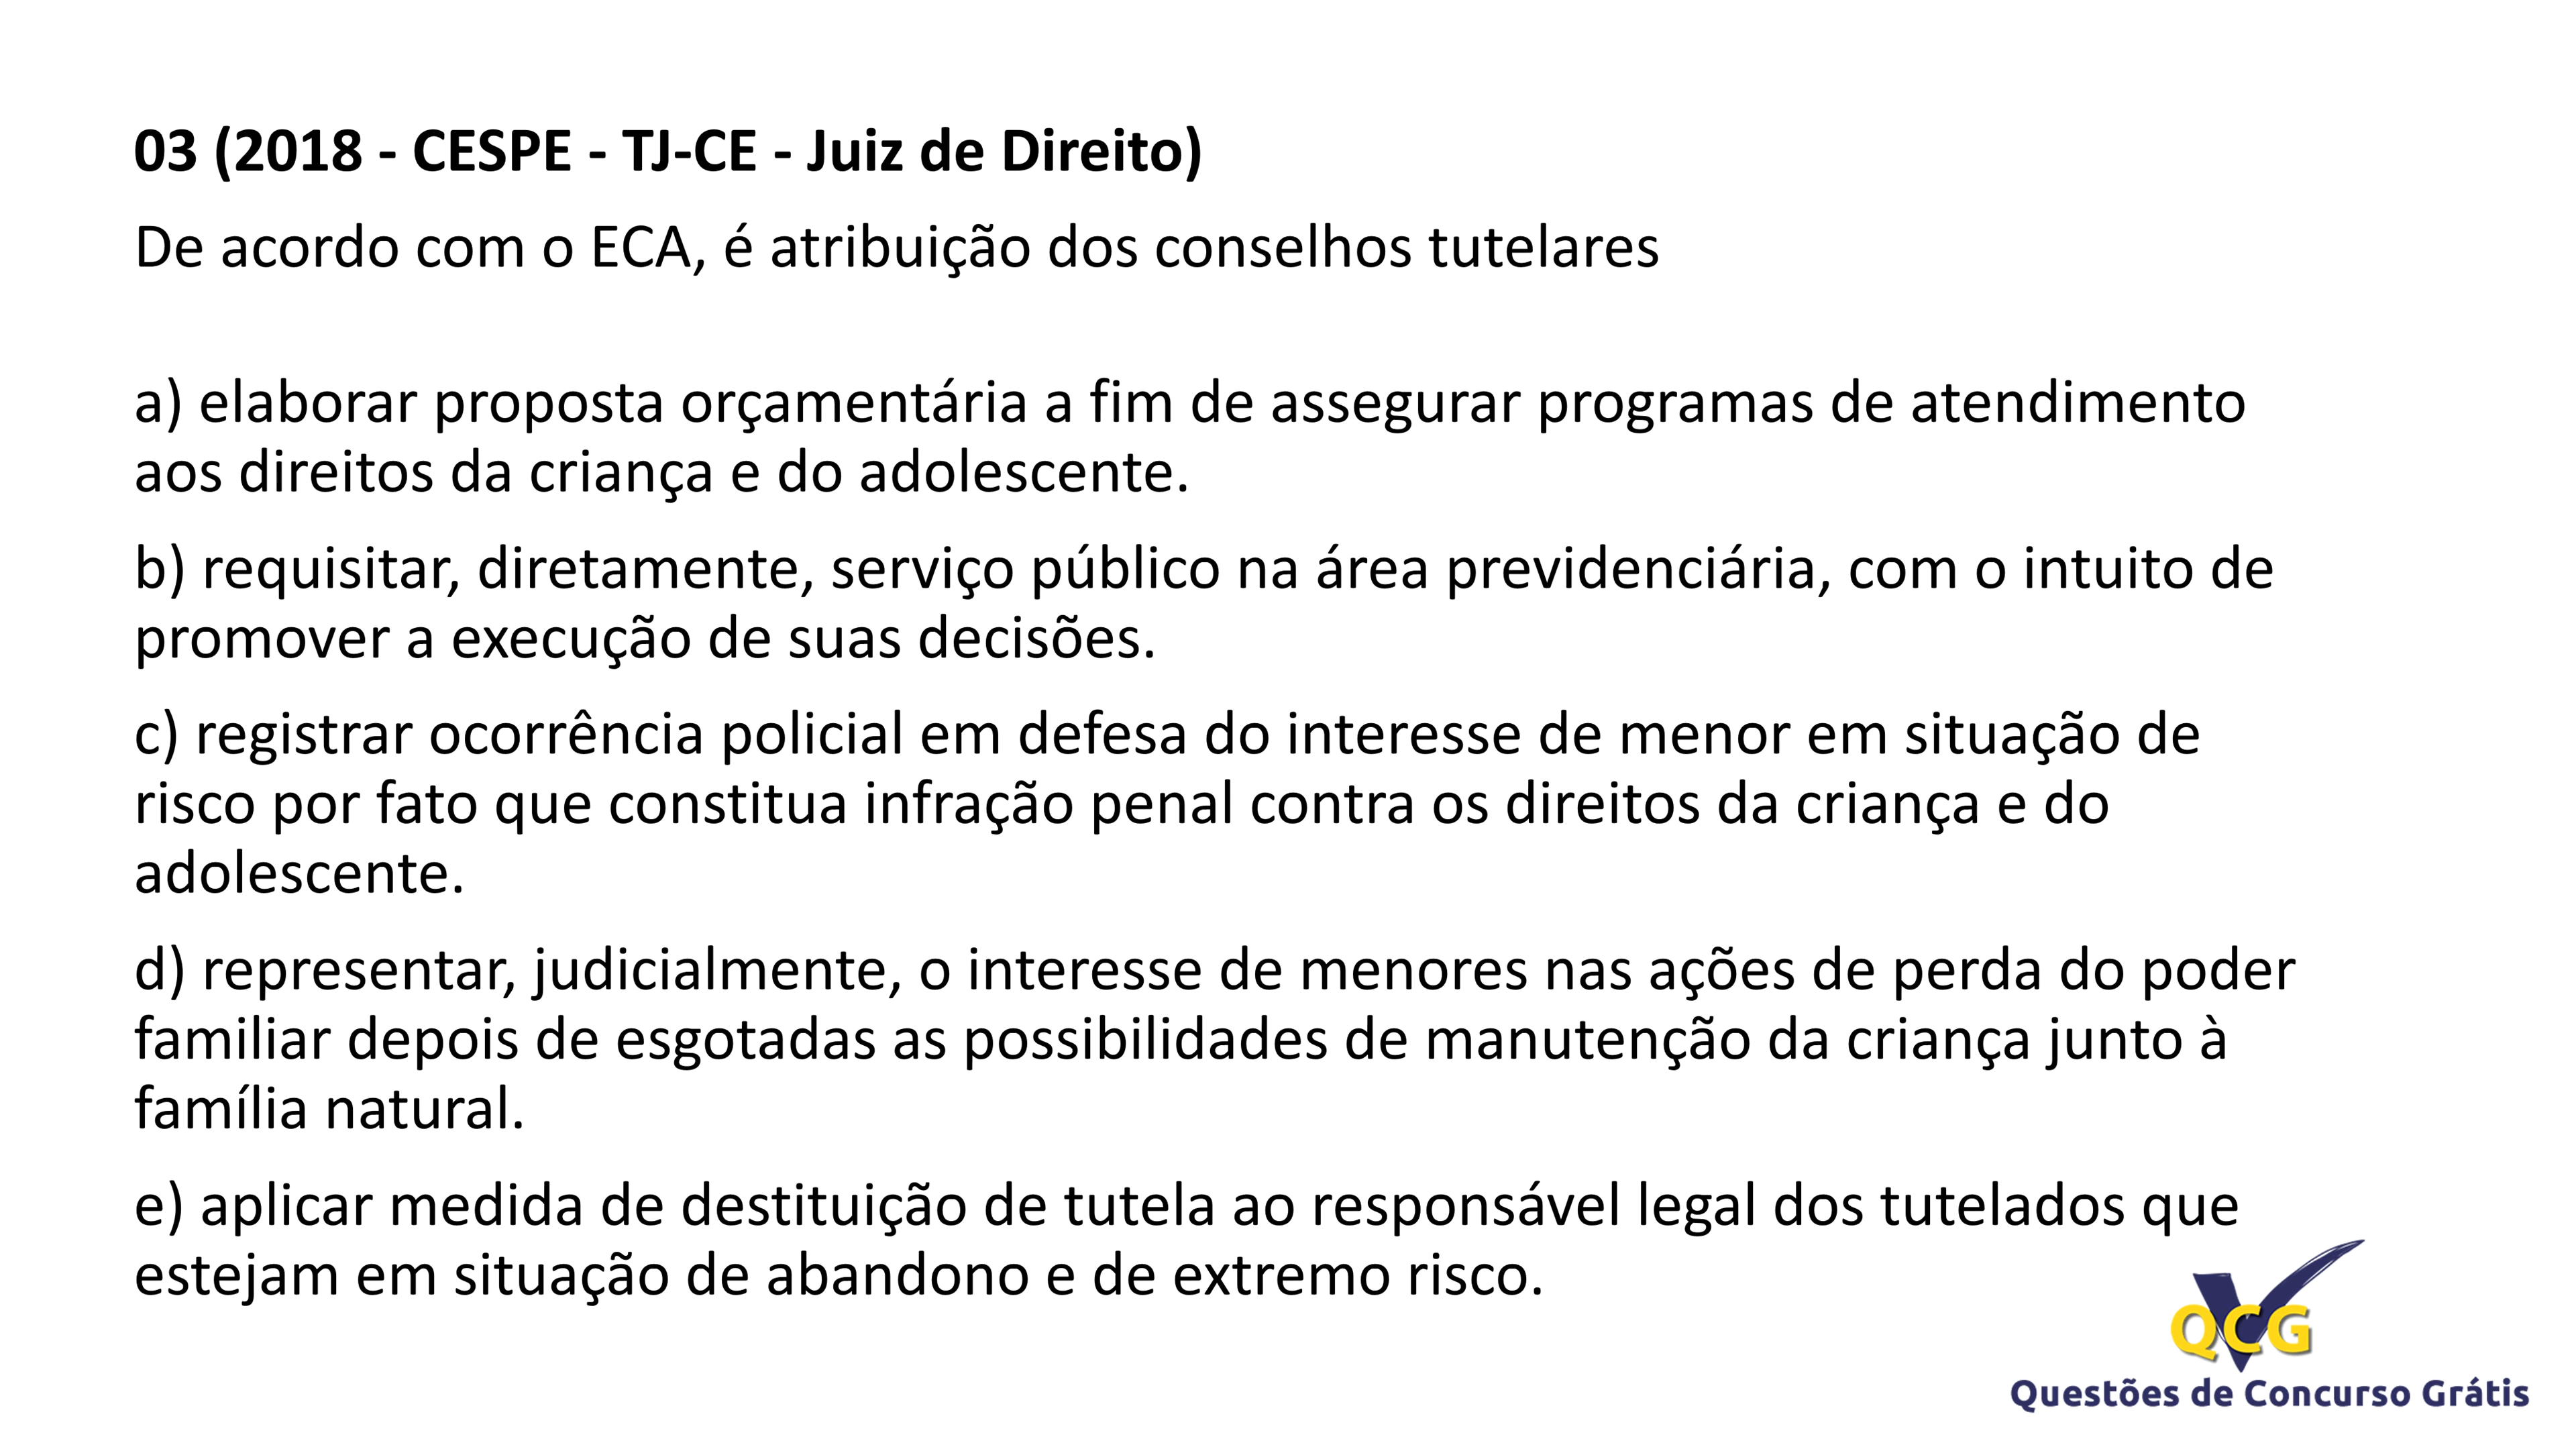 03 (2018 - CESPE - TJ-CE - Juiz de Direito)
De acordo com o ECA, é atribuição dos conselhos tutelares
a) elaborar proposta orçamentária a fim de assegurar programas de atendimento
aos direitos da criança e do adolescente.
b) requisitar, diretamente, serviço público na área previdenciária, com o intuito de
promover a execução de suas decisões.
c) registrar ocorrência policial em defesa do interesse de menor em situação de
risco por fato que constitua infração penal contra os direitos da criança e do
adolescente.
d) representar, judicialmente, o interesse de menores nas ações de perda do poder
familiar depois de esgotadas as possibilidades de manutenção da criança junto à
família natural.
e) aplicar medida de destituição de tutela ao responsável legal dos tutelados que
estejam em situação de abandono e de extremo risco.
QCG
Questões de Concurso Grátis